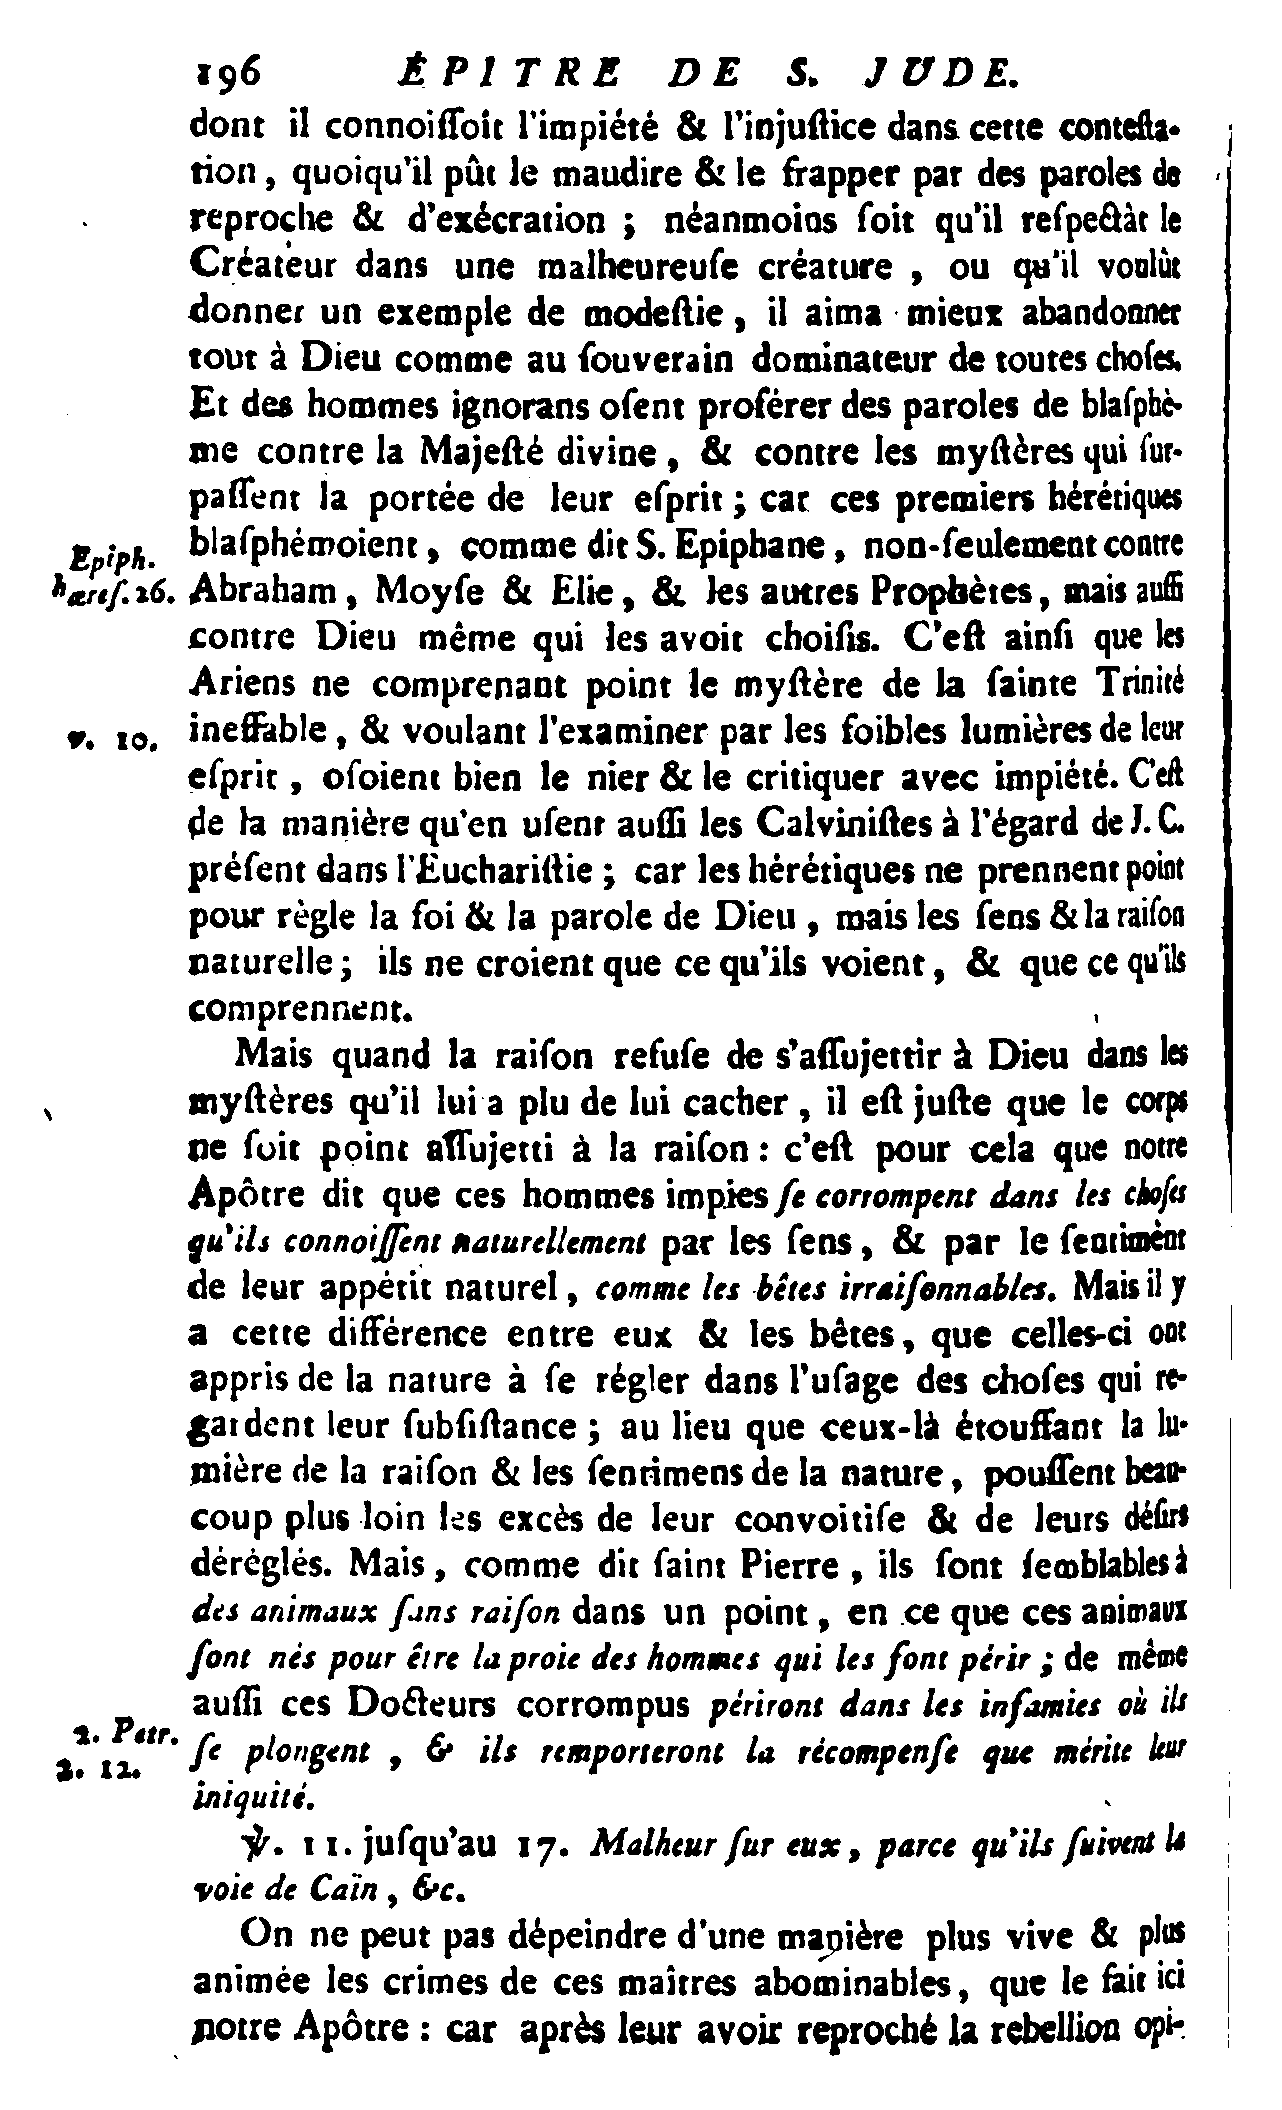 196 ÉPITRE DE S. JUDE.
dont il connoiſſoit l'impiété & l'injuſtice dans cette conteſta-
tion, quoiqu'il pût le maudire & le frapper par des paroles de
reproche & d'exécration ; néanmoins ſoit qu'il reſpectât le
Créateur dans une malheureuſe créature , ou qu'il voulût
donner un exemple de modeſtie, il aima mieux abandonner
tout à Dieu comme au ſouverain dominateur de toutes choſes.
Et des hommes ignorans oſent proférer des paroles de blaſphè-
me contre la Majeſté divine, & contre les myſtères qui ſur-
paſſent la portée de leur eſprit ; car ces premiers hérétiques
Epiph.
hæreſ. 26.
blaſphémoient, comme dit S. Epiphane, non-ſeulement contre
Abraham, Moyſe & Elie, & les autres Prophètes, mais auſſi
contre Dieu même qui les avoit choiſis. C'eſt ainſi que les
Ariens ne comprenant point le myſtère de la ſainte Trinité
v. 10.
ineffable, & voulant l'examiner par les foibles lumières de leur
eſprit, oſoient bien le nier & le critiquer avec impiété. C'eſt
de la manière qu'en uſent auſſi les Calviniſtes à l'égard de J. C.
préſent dans l'Euchariſtie ; car les hérétiques ne prennent point
pour règle la foi & la parole de Dieu, mais les ſens & la raiſon
naturelle; ils ne croient que ce qu'ils voient, & que ce qu'ils
comprennent.
Mais quand la raiſon refuſe de s'aſſujettir à Dieu dans les
myſtères qu'il lui a plu de lui cacher, il eſt juſte que le corps
ne ſoit point aſſujetti à la raiſon : c'eſt pour cela que notre
Apôtre dit que ces hommes impies ſe corrompent dans les choſes
qu'ils connoiſſent naturellement par les ſens, & par le ſentimènt
de leur appétit naturel, comme les bêtes irraiſonnables. Mais il y
a cette différence entre eux & les bêtes, que celles-ci ont
appris de la nature à ſe régler dans l'uſage des choſes qui re-
gardent leur ſubſiſtance ; au lieu que ceux-là étouffant la lu-
mière de la raiſon & les ſentimens de la nature, pouſſent beau-
coup plus loin les excès de leur convoitiſe & de leurs déſirs
déréglés. Mais, comme dit ſaint Pierre, ils ſont ſemblables à
des animaux ſans raiſon dans un point, en ce que ces animaux
ſont nés pour être la proie des hommes qui les font périr ; de même
auſſi ces Docteurs corrompus périront dans les infamies où ils
2. Petr.
2. 12.
ſe plongent , & ils remporteront la récompenſe que mérite leur
iniquité.
℣. 11. juſqu'au 17. Malheur ſur eux, parce qu'ils ſuivent la
voie de Caïn, &c.
On ne peut pas dépeindre d'une manière plus vive & plus
animée les crimes de ces maîtres abominables, que le fait ici
notre Apôtre : car après leur avoir reproché la rebellion opi-